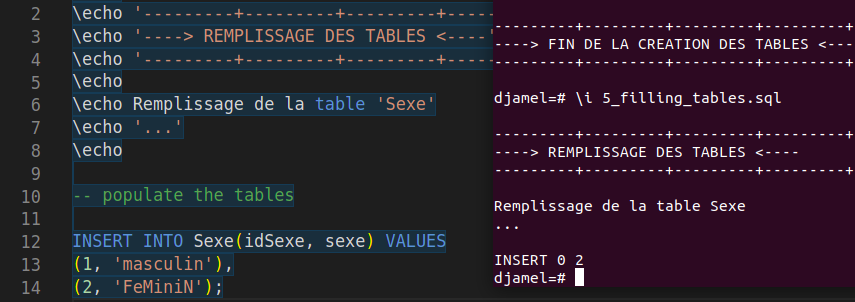 2 \echo '---------+---------+---------+-----
3 \echo '----> REMPLISSAGE DES TABLES <----'
4 \echo '---------+---------+---------+-----
5 \echo
6 \echo Remplissage de la table 'Sexe'
7 \echo '...'
8 \echo
9
10 -- populate the tables
11
12 INSERT INTO Sexe(idSexe, sexe) VALUES
13 (1, 'masculin'),
14 (2, 'FeMiniN');
---------+---------+---------+---------+
----> FIN DE LA CREATION DES TABLES <---
---------+---------+---------+---------+
djamel=# \i 5_filling_tables.sql
---------+---------+---------+---------+
----> REMPLISSAGE DES TABLES <----
---------+---------+---------+---------+
Remplissage de la table Sexe
...
INSERT 0 2
djamel=#